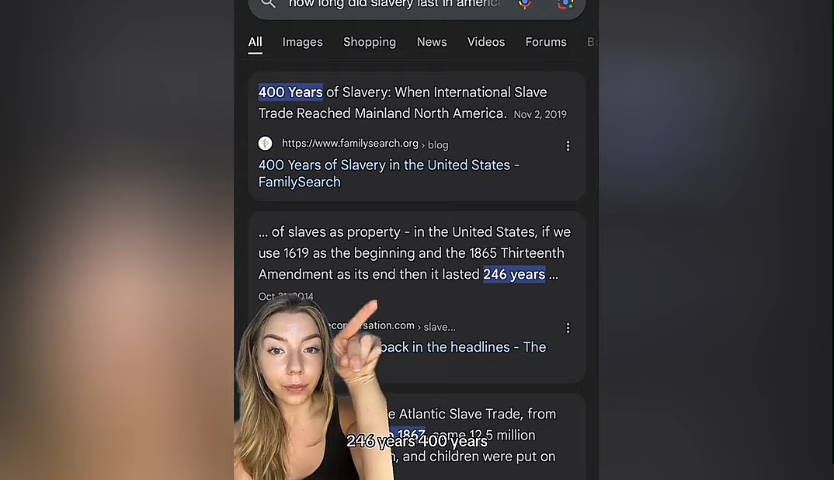 how long did slavery last in america
All Images Shopping News Videos Forums
400 Years of Slavery: When International Slave
Trade Reached Mainland North America. Nov 2, 2019
https://www.familysearch.org › blog
400 Years of Slavery in the United States -
FamilySearch
... of slaves as property - in the United States, if we
use 1619 as the beginning and the 1865 Thirteenth
Amendment as its end then it lasted 246 years ...
2014
conversation.com › slave...
back in the headlines - The
e Atlantic Slave Trade, from
1867, some 12.5 million
and children were put on
246 years 400 years